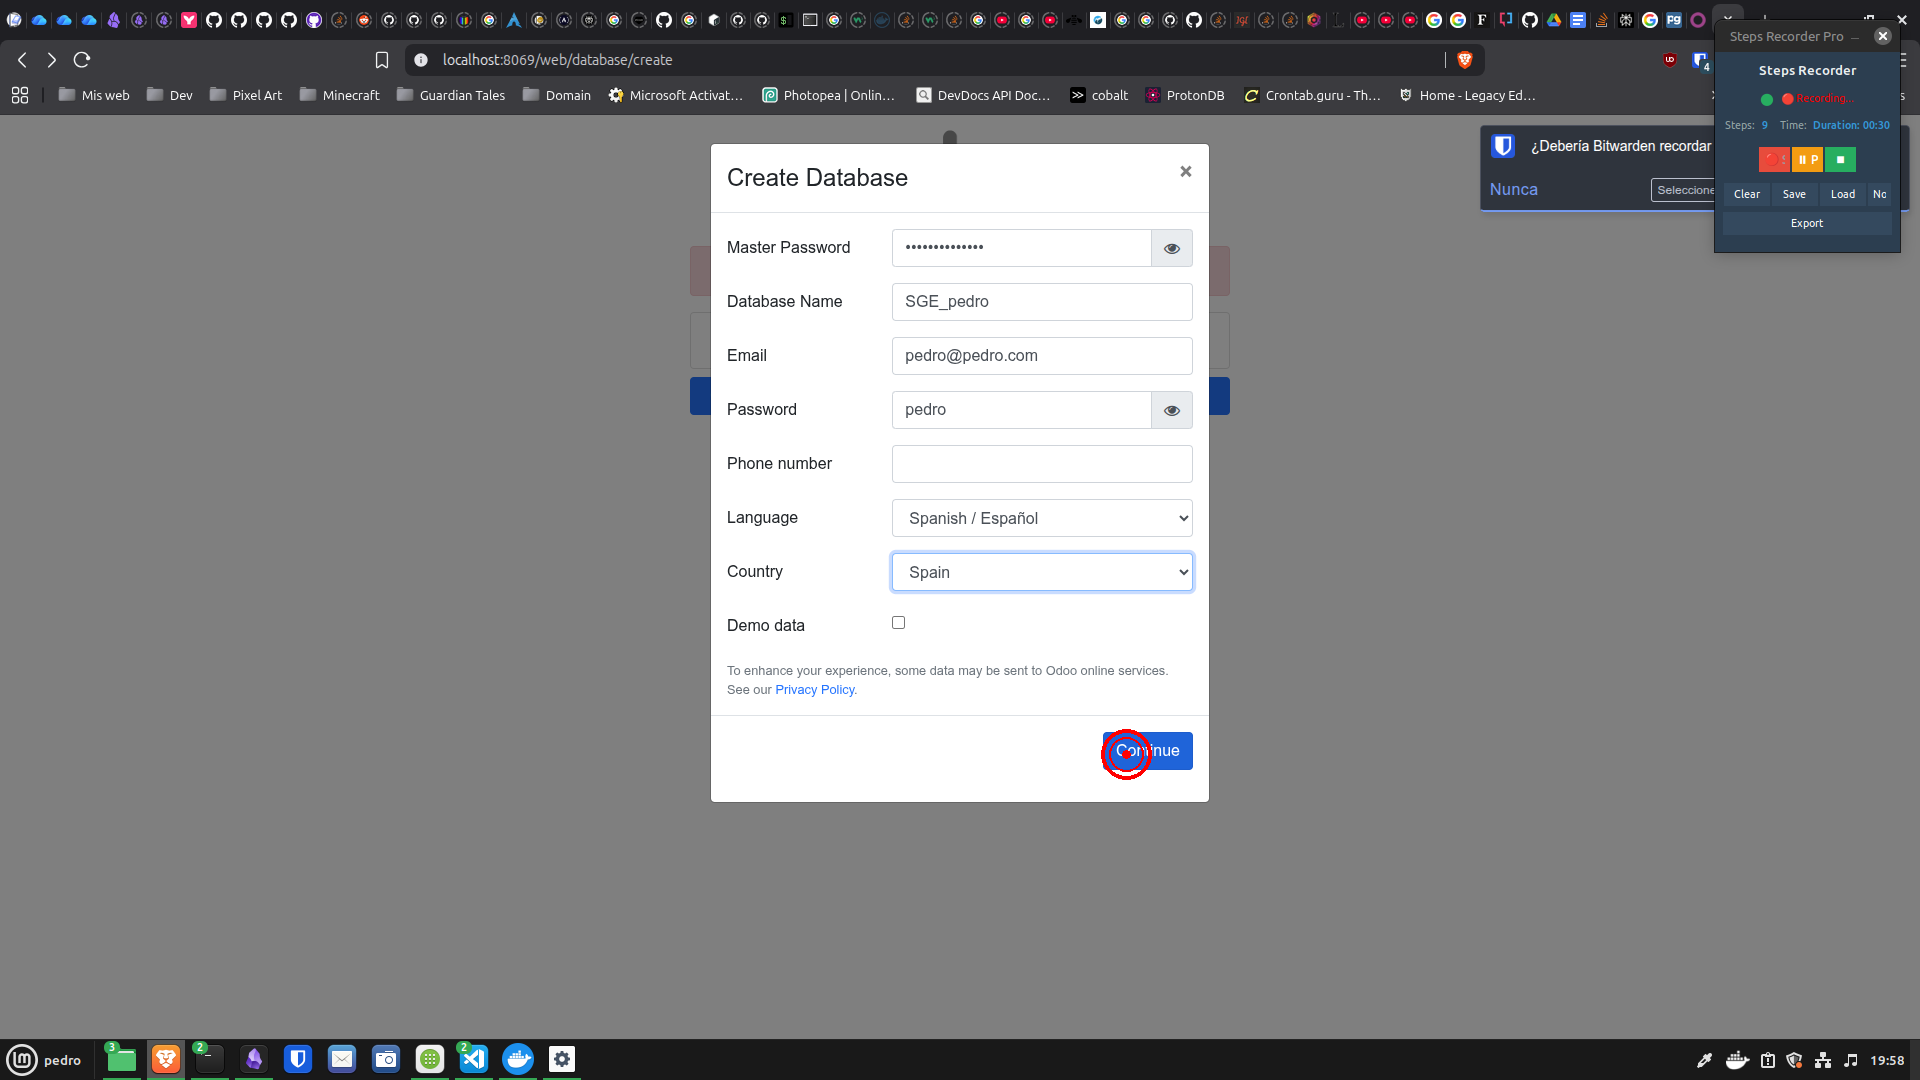 localhost:8069/web/database/create
Mis web
Dev
Pixel Art
Minecraft
Guardian Tales
Domain
Microsoft Activat...
Photopea | Onlin...
DevDocs API Doc...
cobalt
ProtonDB
Crontab.guru - Th...
Home - Legacy Ed...
Steps Recorder Pro
Steps Recorder
Recording...
Steps: 9 Time: Duration: 00:30
P
Clear
Save
Load
No
Export
¿Debería Bitwarden recordar
Nunca
Seleccione
Create Database
×
Master Password
••••••••••••••
Database Name
SGE_pedro
Email
pedro@pedro.com
Password
pedro
Phone number
Language
Spanish / Español
Country
Spain
Demo data
To enhance your experience, some data may be sent to Odoo online services.
See our Privacy Policy.
Continue
pedro
3
2
2
4
19:58